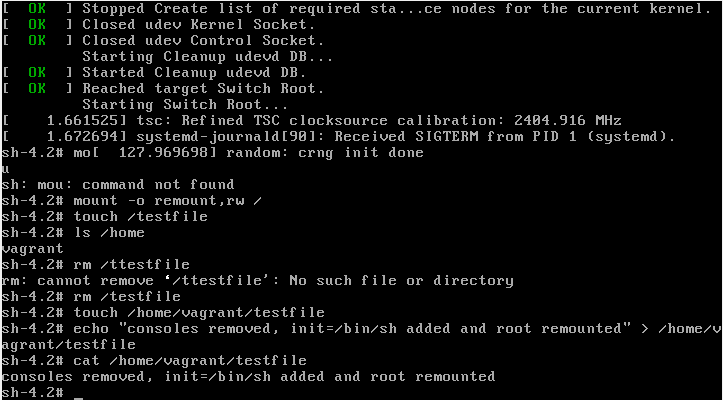 [  OK  ] Stopped Create list of required sta...ce nodes for the current kernel.
[  OK  ] Closed udev Kernel Socket.
[  OK  ] Closed udev Control Socket.
         Starting Cleanup udevd DB...
[  OK  ] Started Cleanup udevd DB.
[  OK  ] Reached target Switch Root.
         Starting Switch Root...
[    1.661525] tsc: Refined TSC clocksource calibration: 2404.916 MHz
[    1.672694] systemd-journald[90]: Received SIGTERM from PID 1 (systemd).
sh-4.2# mo[  127.969698] random: crng init done
u
sh: mou: command not found
sh-4.2# mount -o remount,rw /
sh-4.2# touch /testfile
sh-4.2# ls /home
vagrant
sh-4.2# rm /ttestfile
rm: cannot remove ‘/ttestfile’: No such file or directory
sh-4.2# rm /testfile
sh-4.2# touch /home/vagrant/testfile
sh-4.2# echo "consoles removed, init=/bin/sh added and root remounted" > /home/v
agrant/testfile
sh-4.2# cat /home/vagrant/testfile
consoles removed, init=/bin/sh added and root remounted
sh-4.2# _